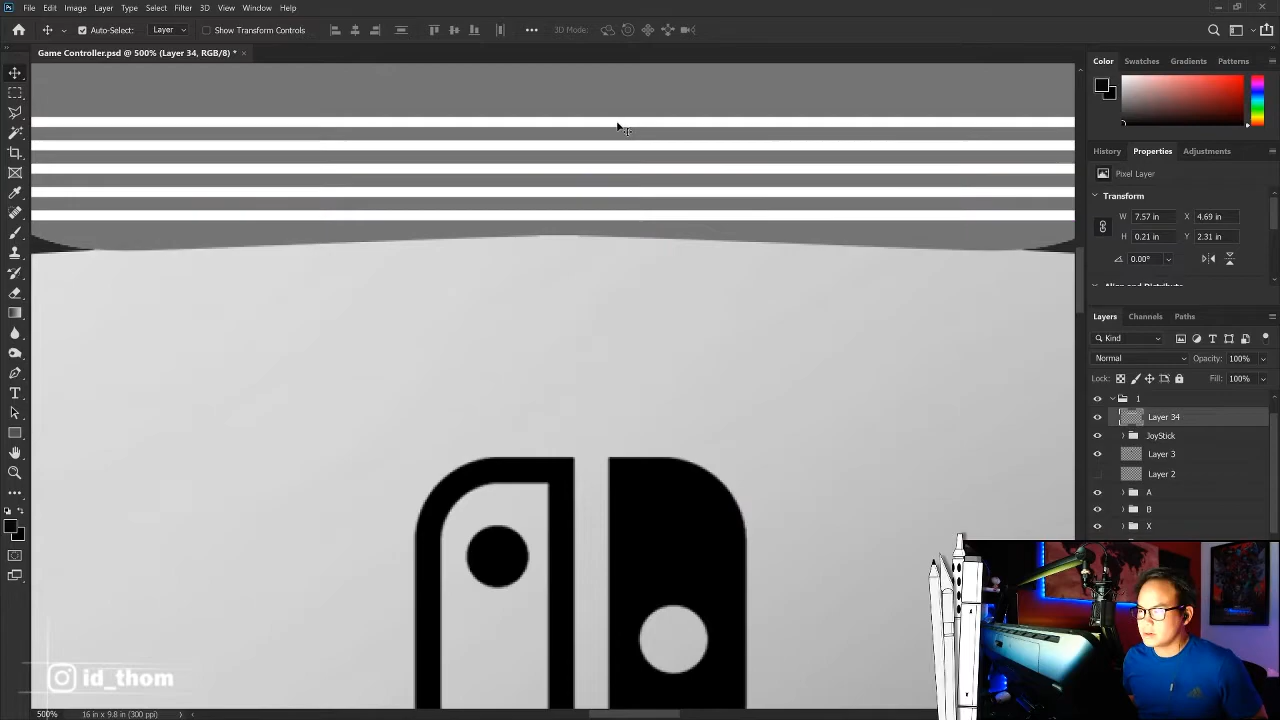 File Edit Image Layer Type Select Filter 3D View Window Help
Auto-Select: Layer Show Transform Controls 3D Mode:
Game Controller.psd @ 500% (Layer 34, RGB/8) * ×
Color Swatches Gradients Patterns
History Properties Adjustments
Pixel Layer
Transform
W 7.57 in X 4.69 in
H 0.21 in Y 2.31 in
0.00°
Align and Distribute
Layers Channels Paths
Kind
Normal Opacity: 100%
Lock: Fill: 100%
1
Layer 34
JoyStick
Layer 3
Layer 2
A
B
X
id_thom
500% 16 in x 9.8 in (300 ppi)